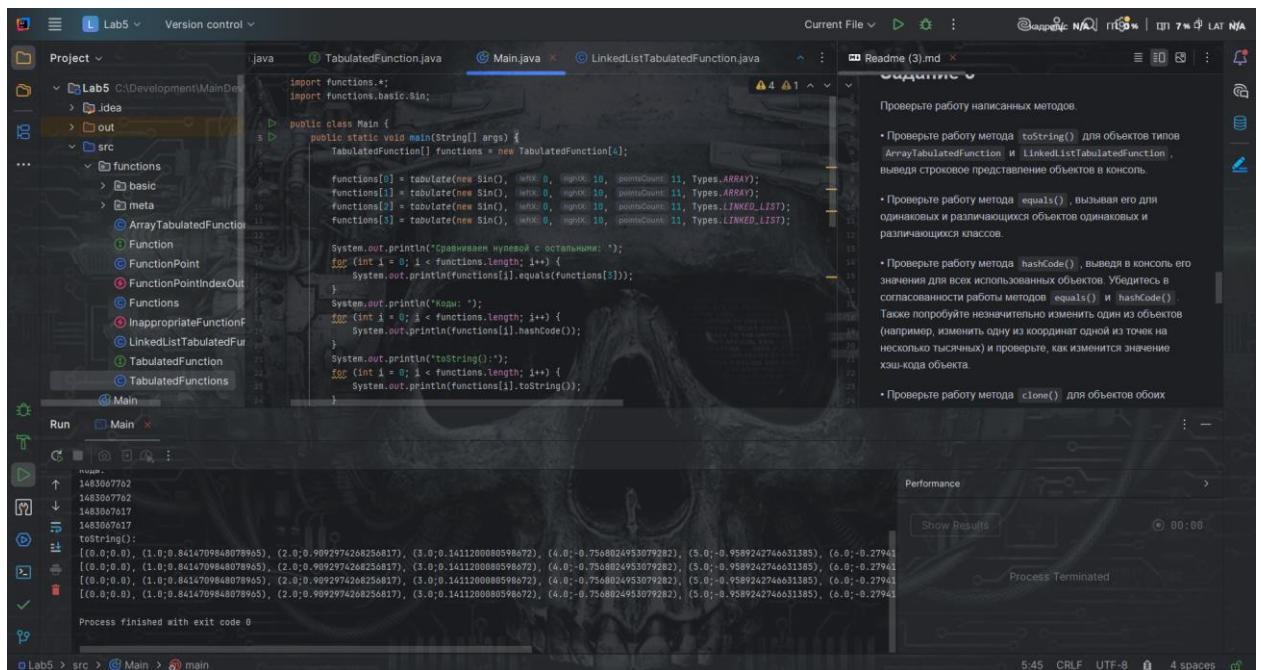 Lab5
Version control
Current File
N/A
0%
7%
LAT
N/A
Project
.java
TabulatedFunction.java
Main.java
LinkedListTabulatedFunction.java
Readme (3).md
Lab5 C:\Development\MainDev
.idea
out
src
functions
basic
meta
ArrayTabulatedFunction
Function
FunctionPoint
FunctionPointIndexOut
Functions
InappropriateFunctionP
LinkedListTabulatedFur
TabulatedFunction
TabulatedFunctions
Main
4 1
import functions.*;
import functions.basic.Sin;
public class Main {
5 public static void main(String[] args) {
TabulatedFunction[] functions = new TabulatedFunction[4];
functions[0] = tabulate(new Sin(), leftX: 0, rightX: 10, pointsCount: 11, Types.ARRAY);
functions[1] = tabulate(new Sin(), leftX: 0, rightX: 10, pointsCount: 11, Types.ARRAY);
functions[2] = tabulate(new Sin(), leftX: 0, rightX: 10, pointsCount: 11, Types.LINKED_LIST);
functions[3] = tabulate(new Sin(), leftX: 0, rightX: 10, pointsCount: 11, Types.LINKED_LIST);
System.out.println("Сравниваем нулевой с остальными: ");
for (int i = 0; i < functions.length; i++) {
System.out.println(functions[i].equals(functions[3]));
}
System.out.println("Коды: ");
for (int i = 0; i < functions.length; i++) {
System.out.println(functions[i].hashCode());
}
System.out.println("toString():");
for (int i = 0; i < functions.length; i++) {
System.out.println(functions[i].toString());
}
Проверьте работу написанных методов.
• Проверьте работу метода toString() для объектов типов
ArrayTabulatedFunction и LinkedListTabulatedFunction ,
выведя строковое представление объектов в консоль.
• Проверьте работу метода equals() , вызывая его для
одинаковых и различающихся объектов одинаковых и
различающихся классов.
• Проверьте работу метода hashCode() , выведя в консоль его
значения для всех использованных объектов. Убедитесь в
согласованности работы методов equals() и hashCode() .
Также попробуйте незначительно изменить один из объектов
(например, изменить одну из координат одной из точек на
несколько тысячных) и проверьте, как изменится значение
хэш-кода объекта.
• Проверьте работу метода clone() для объектов обоих
Run
Main
Коды:
1483067762
1483067762
1483067617
1483067617
toString():
[(0.0;0.0), (1.0;0.8414709848078965), (2.0;0.9092974268256817), (3.0;0.1411200080598672), (4.0;-0.7568024953079282), (5.0;-0.9589242746631385), (6.0;-0.27941
[(0.0;0.0), (1.0;0.8414709848078965), (2.0;0.9092974268256817), (3.0;0.1411200080598672), (4.0;-0.7568024953079282), (5.0;-0.9589242746631385), (6.0;-0.27941
[(0.0;0.0), (1.0;0.8414709848078965), (2.0;0.9092974268256817), (3.0;0.1411200080598672), (4.0;-0.7568024953079282), (5.0;-0.9589242746631385), (6.0;-0.27941
[(0.0;0.0), (1.0;0.8414709848078965), (2.0;0.9092974268256817), (3.0;0.1411200080598672), (4.0;-0.7568024953079282), (5.0;-0.9589242746631385), (6.0;-0.27941
Process finished with exit code 0
Performance
Show Results
00:00
Process Terminated
Lab5 > src > Main > main
5:45 CRLF UTF-8 4 spaces